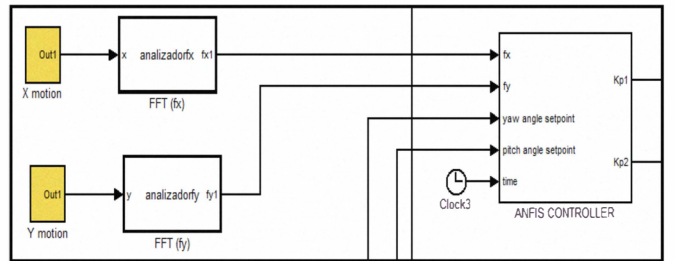 Out1
x analizadorfx fx1
X motion
FFT (fx)
Out1
y analizadorfy fy1
Y motion
FFT (fy)
fx
fy
yaw angle setpoint
pitch angle setpoint
time
Kp1
Kp2
Clock3
ANFIS CONTROLLER